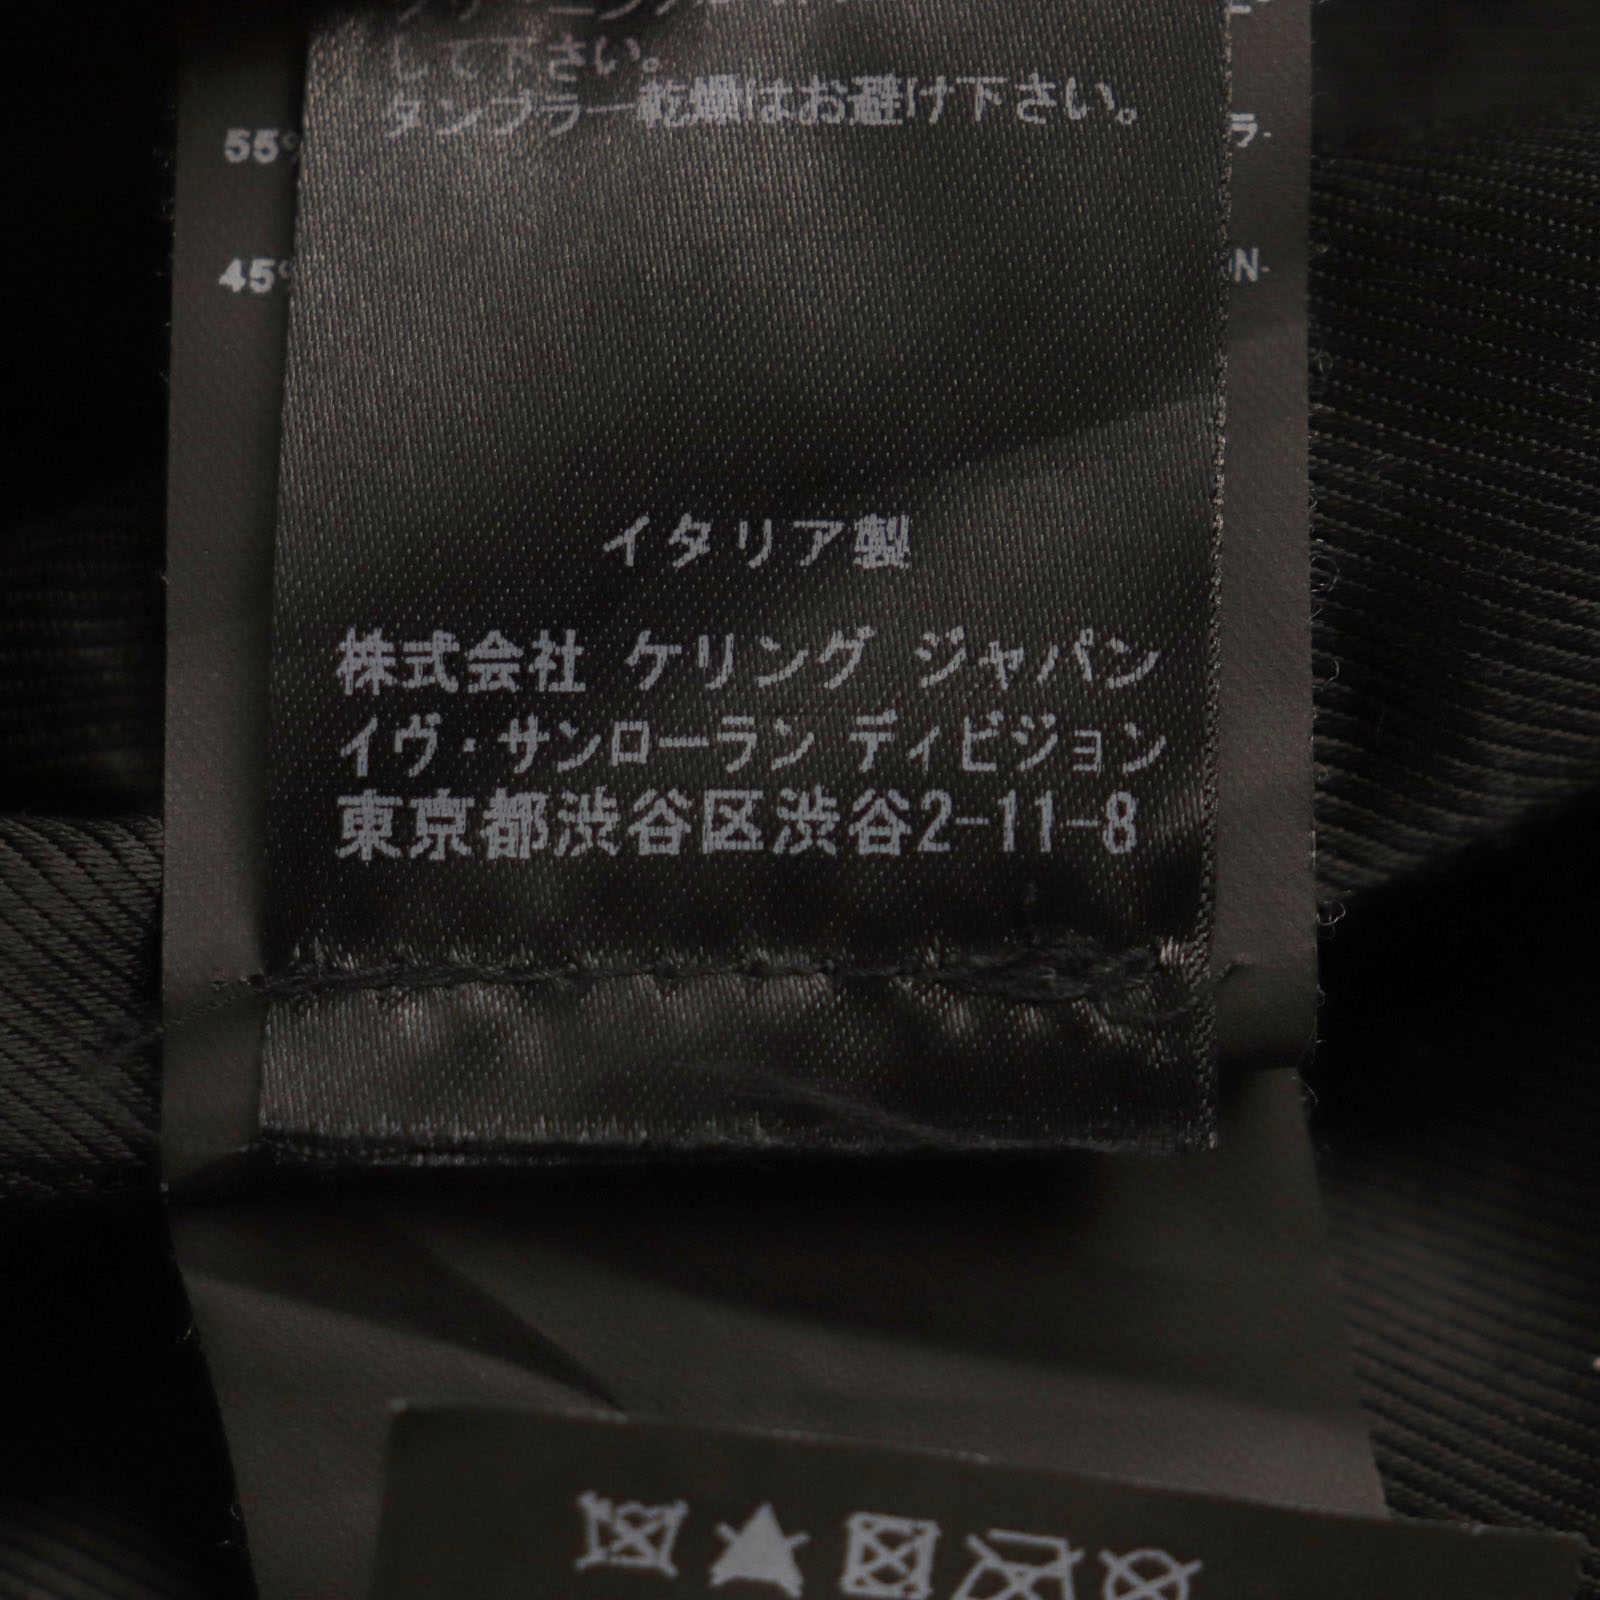 して下さい。
タンブラー乾燥はお避け下さい。
55%
45%
イタリア製
株式会社 ケリング ジャパン
イヴ・サンローラン ディビジョン
東京都渋谷区渋谷2-11-8